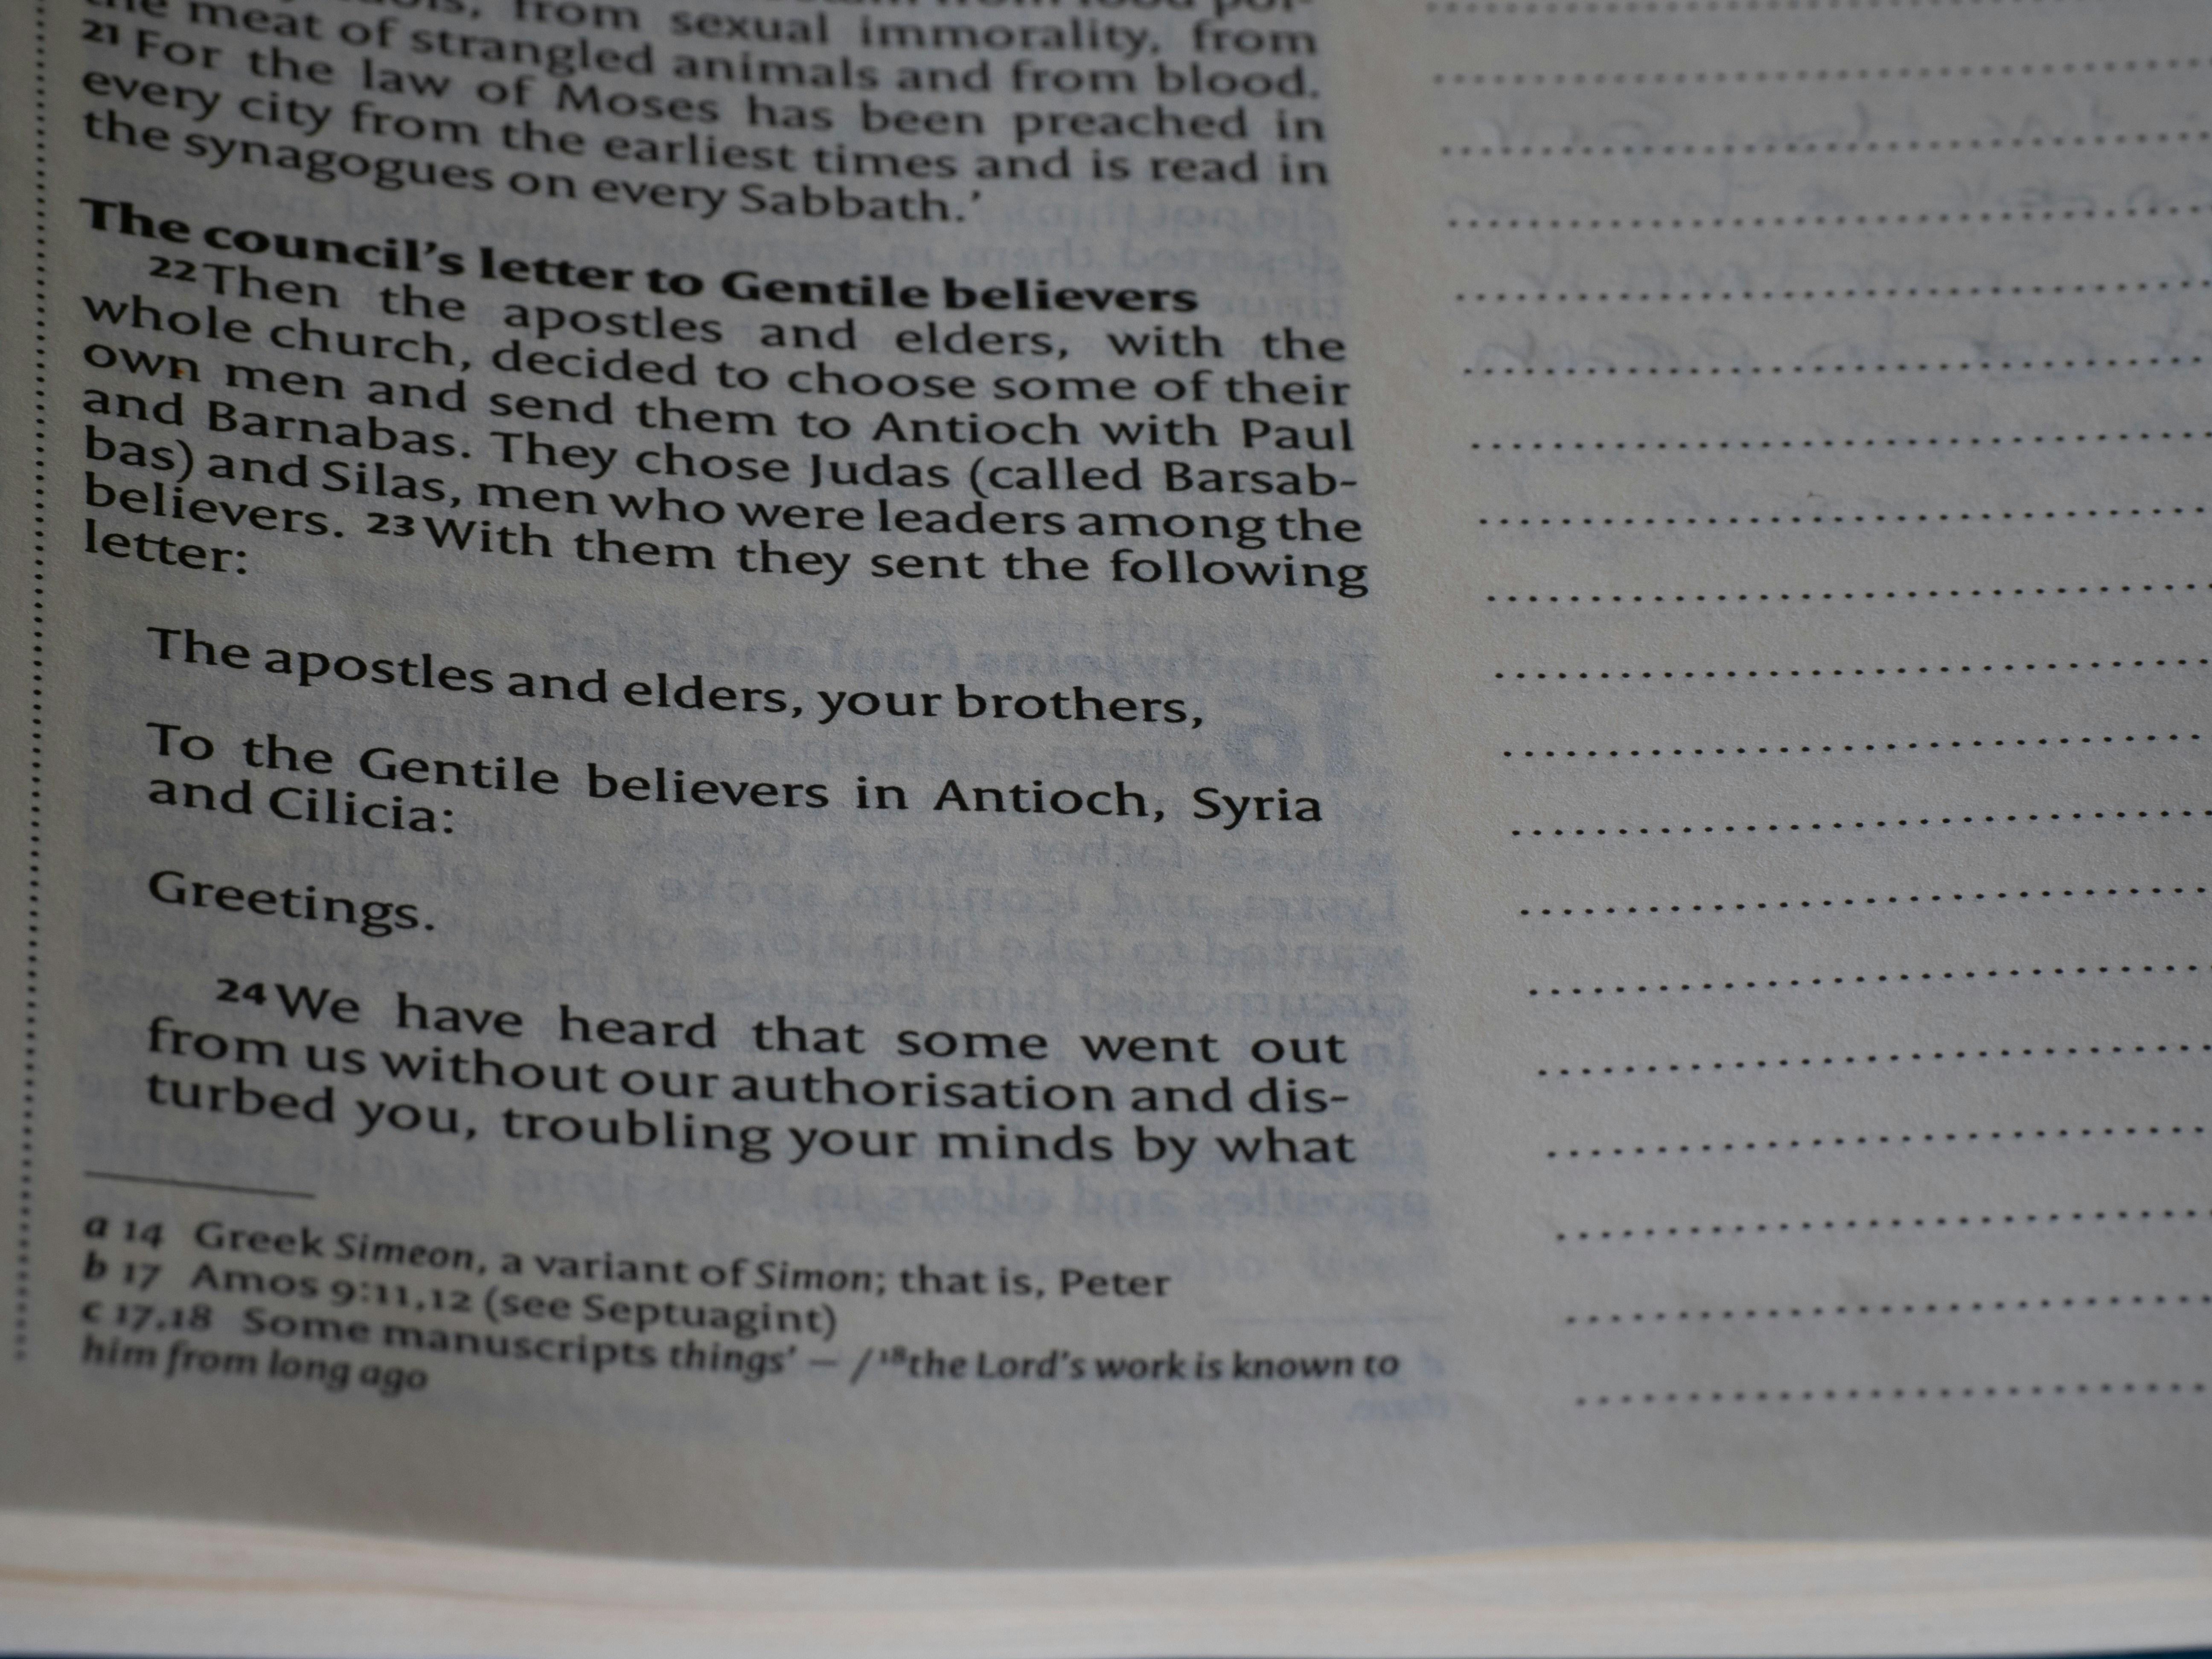 from sexual immorality, from
the meat of strangled animals and from blood.
21 For the law of Moses has been preached in
every city from the earliest times and is read in
the synagogues on every Sabbath.’
The council’s letter to Gentile believers
22 Then the apostles and elders, with the
whole church, decided to choose some of their
own men and send them to Antioch with Paul
and Barnabas. They chose Judas (called Barsab-
bas) and Silas, men who were leaders among the
believers. 23 With them they sent the following
letter:
The apostles and elders, your brothers,
To the Gentile believers in Antioch, Syria
and Cilicia:
Greetings.
24 We have heard that some went out
from us without our authorisation and dis-
turbed you, troubling your minds by what
a 14 Greek Simeon, a variant of Simon; that is, Peter
b 17 Amos 9:11,12 (see Septuagint)
c 17,18 Some manuscripts things’ – / 18the Lord’s work is known to
him from long ago